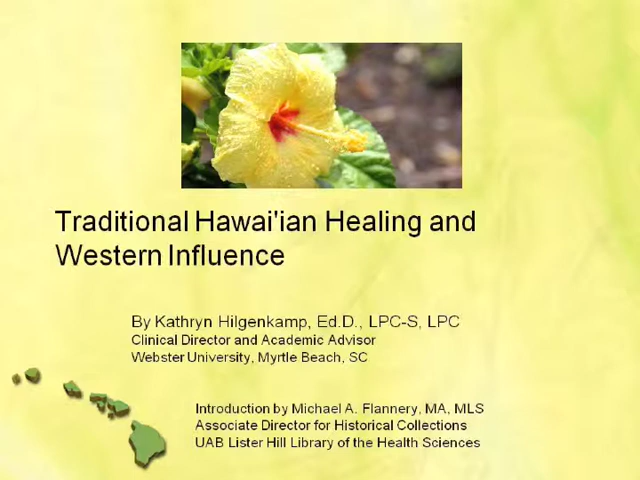 Traditional Hawai'ian Healing and
Western Influence
By Kathryn Hilgenkamp, Ed.D., LPC-S, LPC
Clinical Director and Academic Advisor
Webster University, Myrtle Beach, SC
Introduction by Michael A. Flannery, MA, MLS
Associate Director for Historical Collections
UAB Lister Hill Library of the Health Sciences